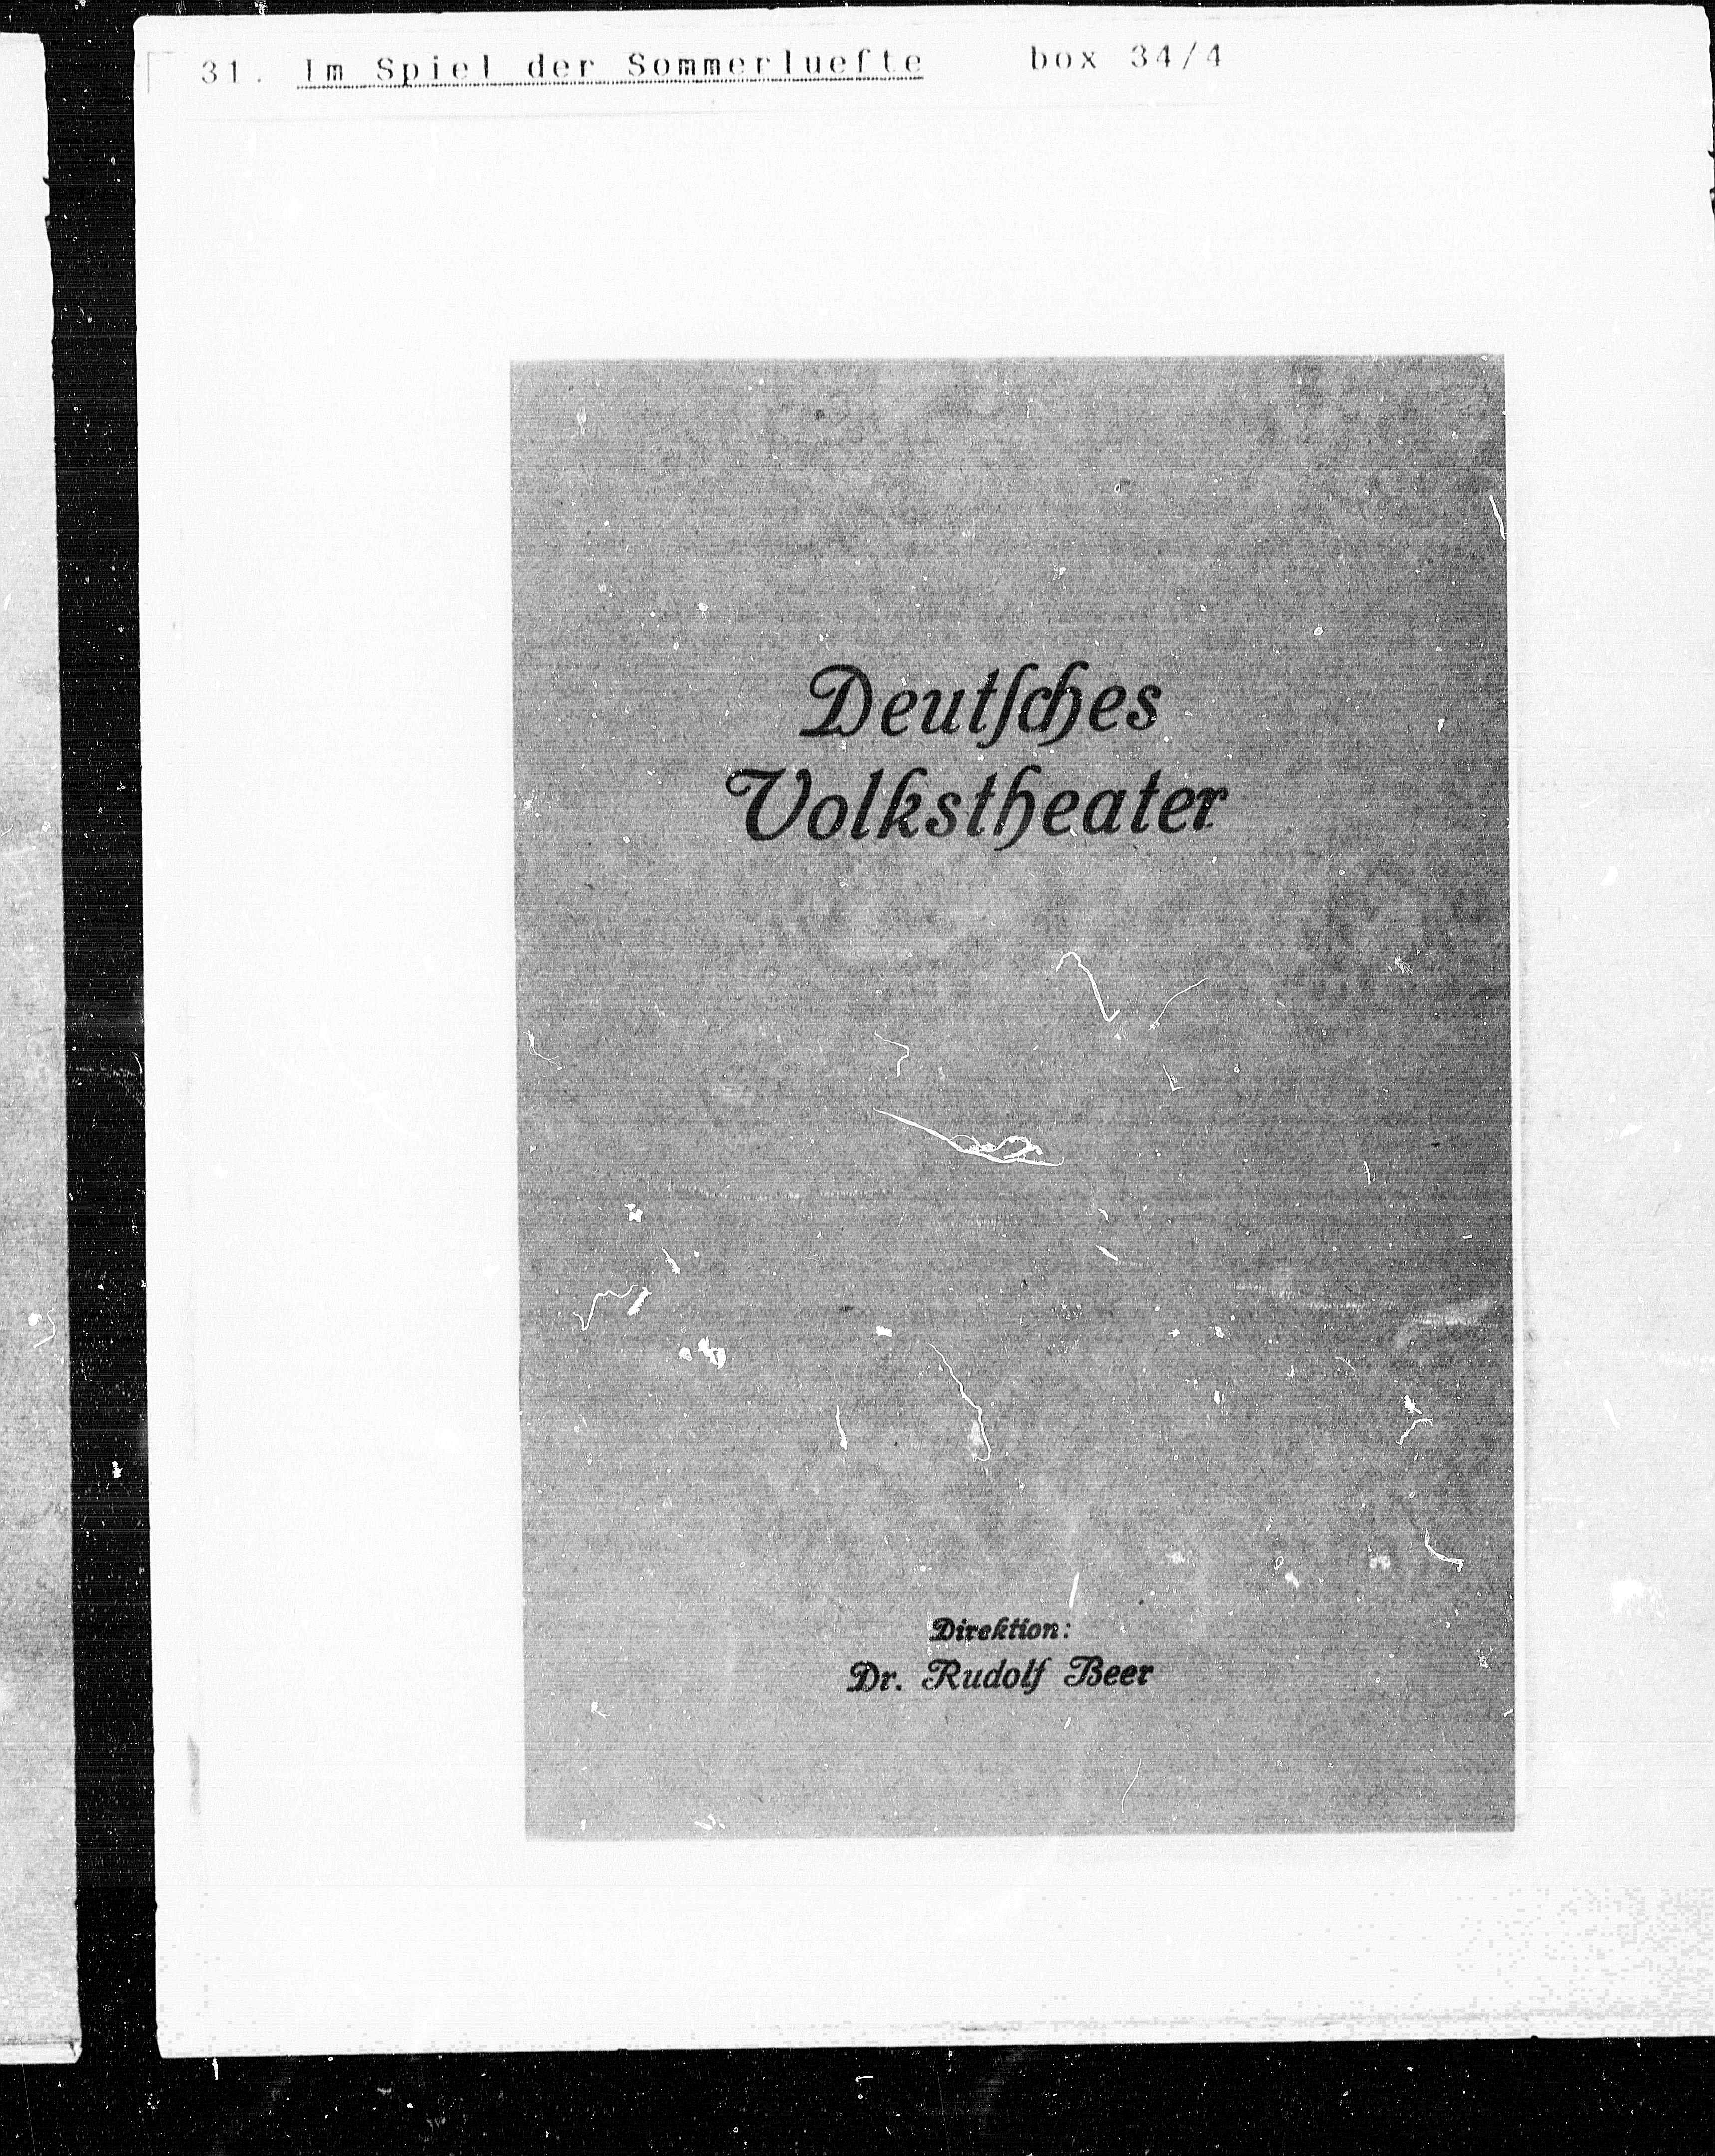 31. Im Spiel der Sommerluefte box 34/4
Deutſches
Volkstheater
Direktion:
Dr. Rudolf Beer